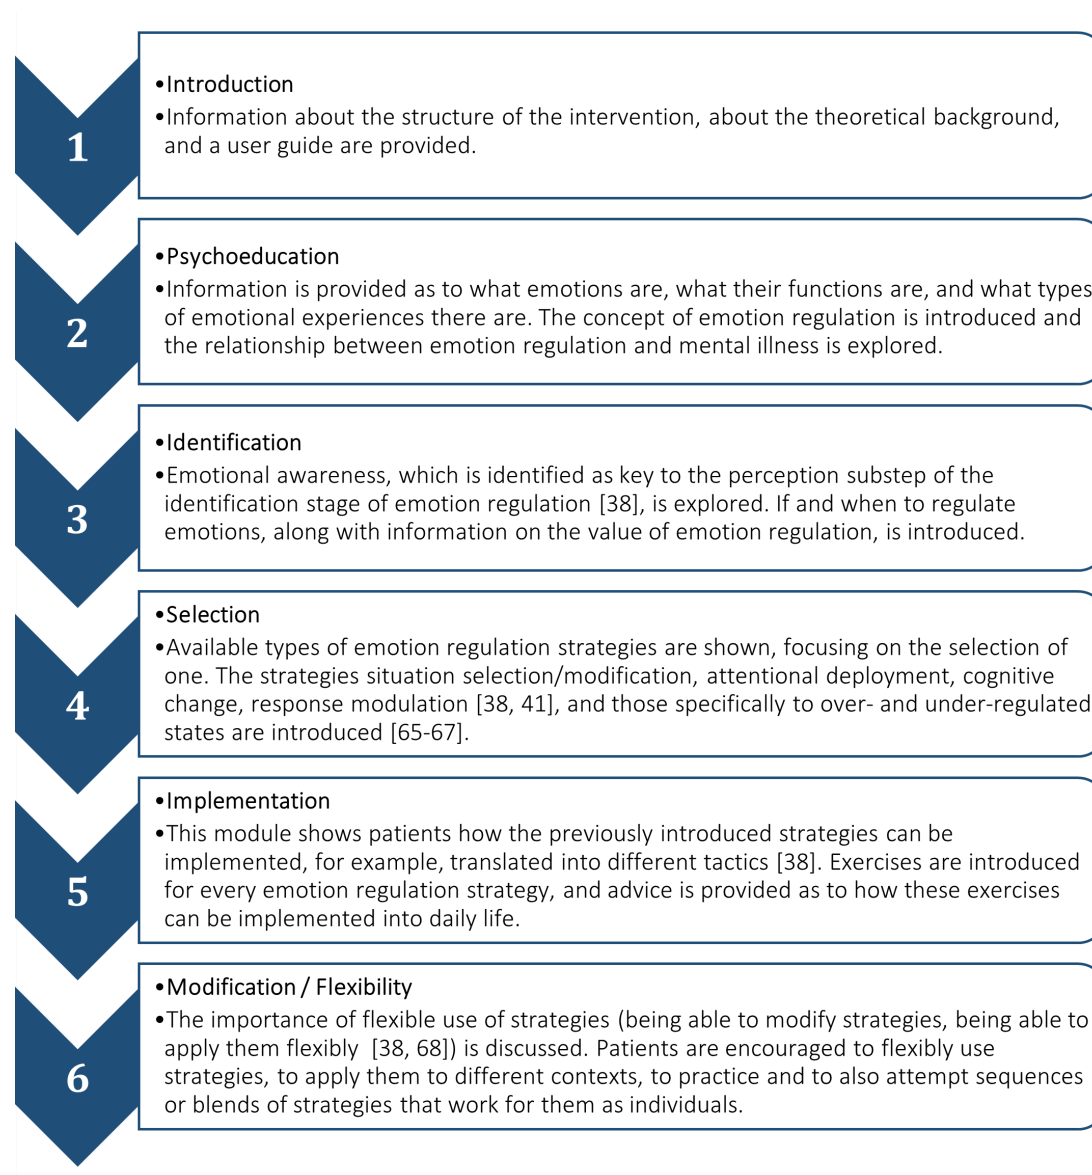 1
•Introduction
•Information about the structure of the intervention, about the theoretical background,
and a user guide are provided.
2
•Psychoeducation
•Information is provided as to what emotions are, what their functions are, and what types
of emotional experiences there are. The concept of emotion regulation is introduced and
the relationship between emotion regulation and mental illness is explored.
3
•Identification
•Emotional awareness, which is identified as key to the perception substep of the
identification stage of emotion regulation [38], is explored. If and when to regulate
emotions, along with information on the value of emotion regulation, is introduced.
4
•Selection
•Available types of emotion regulation strategies are shown, focusing on the selection of
one. The strategies situation selection/modification, attentional deployment, cognitive
change, response modulation [38, 41], and those specifically to over- and under-regulated
states are introduced [65-67].
5
•Implementation
•This module shows patients how the previously introduced strategies can be
implemented, for example, translated into different tactics [38]. Exercises are introduced
for every emotion regulation strategy, and advice is provided as to how these exercises
can be implemented into daily life.
6
•Modification / Flexibility
•The importance of flexible use of strategies (being able to modify strategies, being able to
apply them flexibly  [38, 68]) is discussed. Patients are encouraged to flexibly use
strategies, to apply them to different contexts, to practice and to also attempt sequences
or blends of strategies that work for them as individuals.